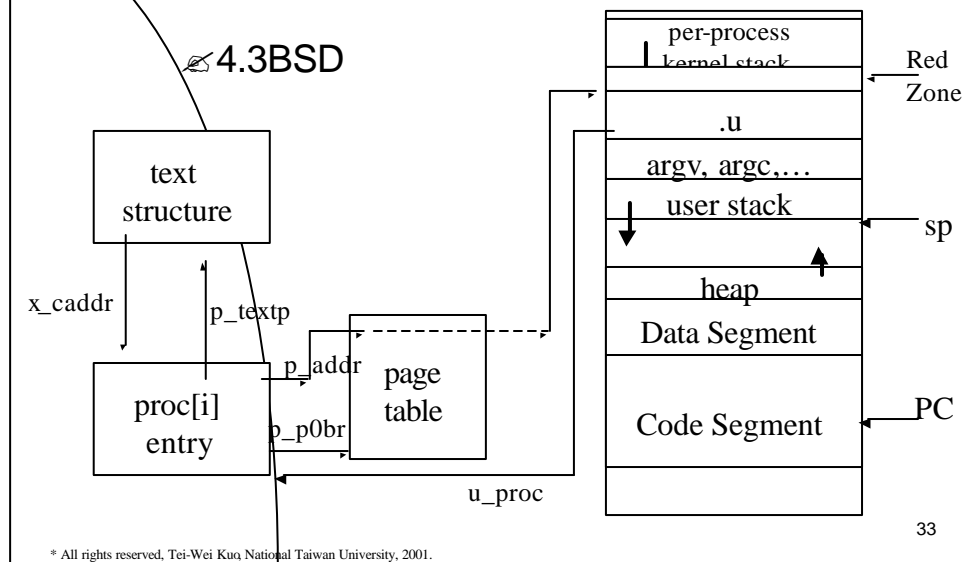 4.3BSD
per-process
kernel stack
Red
Zone
.u
argv, argc,…
user stack
sp
heap
Data Segment
Code Segment
PC
text
structure
x_caddr
p_textp
proc[i]
entry
p_addr
p_p0br
page
table
u_proc
33
* All rights reserved, Tei-Wei Kuo, National Taiwan University, 2001.